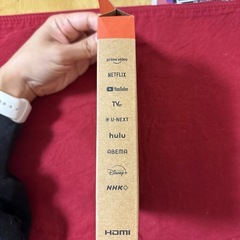 prime video
NETFLIX
YouTube
TVer
U-NEXT
hulu
ABEMA
Disney+
NHK
HDMI